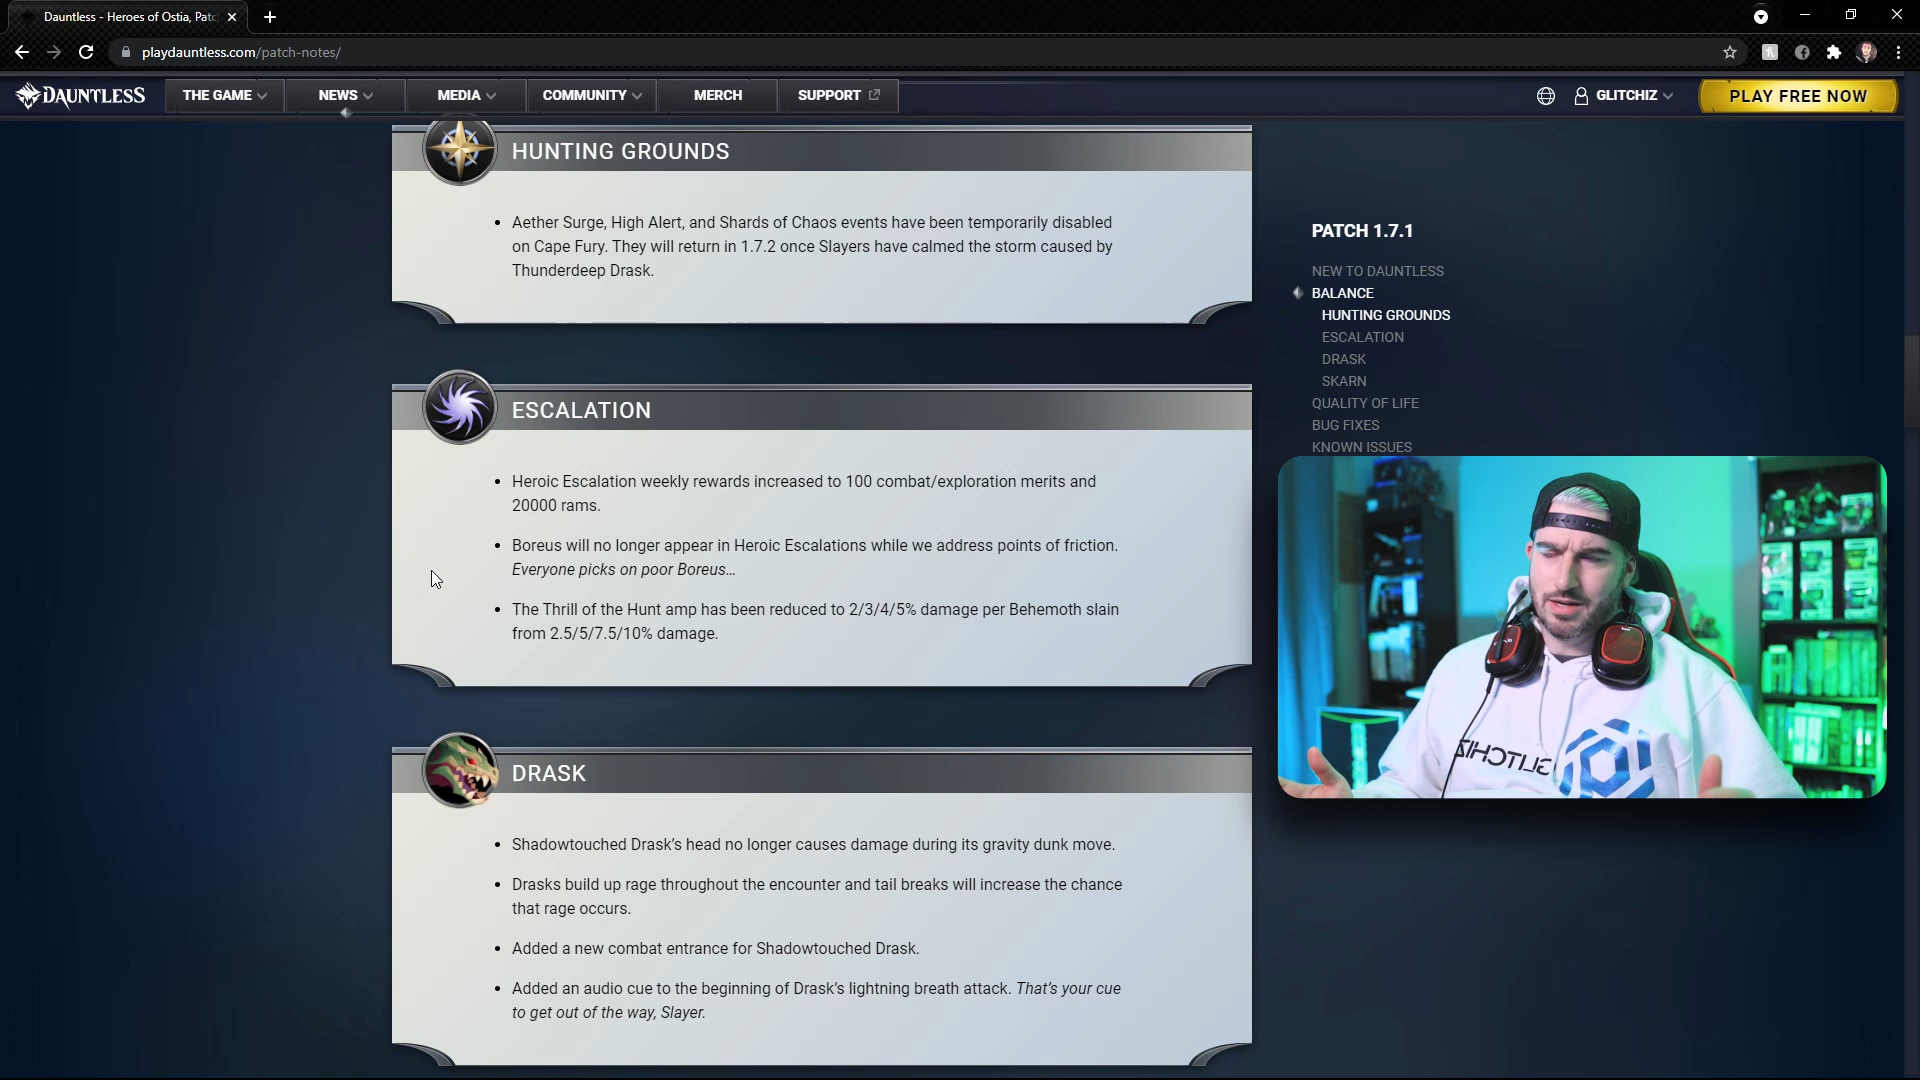 Dauntless - Heroes of Ostia, Patc
playdauntless.com/patch-notes/
DAUNTLESS
THE GAME
NEWS
MEDIA
COMMUNITY
MERCH
SUPPORT
GLITCHIZ
PLAY FREE NOW
HUNTING GROUNDS
Aether Surge, High Alert, and Shards of Chaos events have been temporarily disabled
on Cape Fury. They will return in 1.7.2 once Slayers have calmed the storm caused by
Thunderdeep Drask.
ESCALATION
Heroic Escalation weekly rewards increased to 100 combat/exploration merits and
20000 rams.
Boreus will no longer appear in Heroic Escalations while we address points of friction.
Everyone picks on poor Boreus...
The Thrill of the Hunt amp has been reduced to 2/3/4/5% damage per Behemoth slain
from 2.5/5/7.5/10% damage.
DRASK
Shadowtouched Drask's head no longer causes damage during its gravity dunk move.
Drasks build up rage throughout the encounter and tail breaks will increase the chance
that rage occurs.
Added a new combat entrance for Shadowtouched Drask.
Added an audio cue to the beginning of Drask's lightning breath attack. That's your cue
to get out of the way, Slayer.
PATCH 1.7.1
NEW TO DAUNTLESS
BALANCE
HUNTING GROUNDS
ESCALATION
DRASK
SKARN
QUALITY OF LIFE
BUG FIXES
KNOWN ISSUES
GLITCHIZ